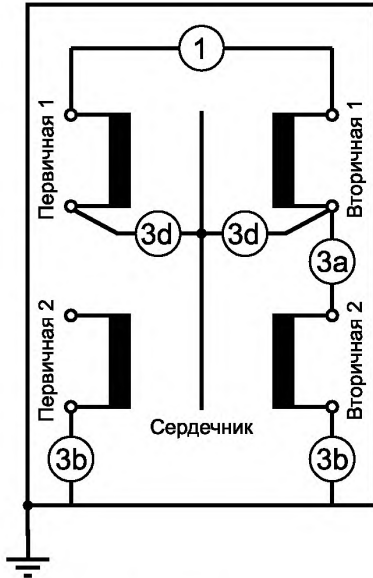 1
Первичная 1
Вторичная 1
3d
3d
3a
Первичная 2
Вторичная 2
Сердечник
3b
3b